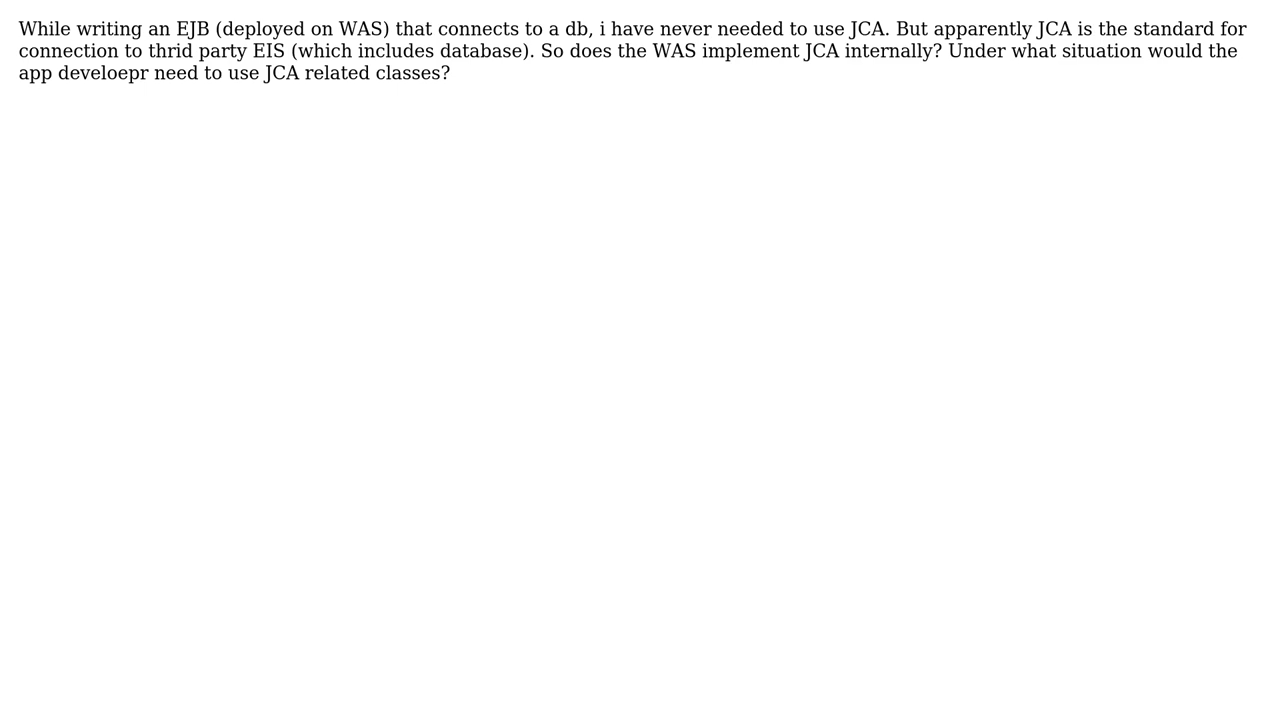 While writing an EJB (deployed on WAS) that connects to a db, i have never needed to use JCA. But apparently JCA is the standard for
connection to thrid party EIS (which includes database). So does the WAS implement JCA internally? Under what situation would the
app develoepr need to use JCA related classes?